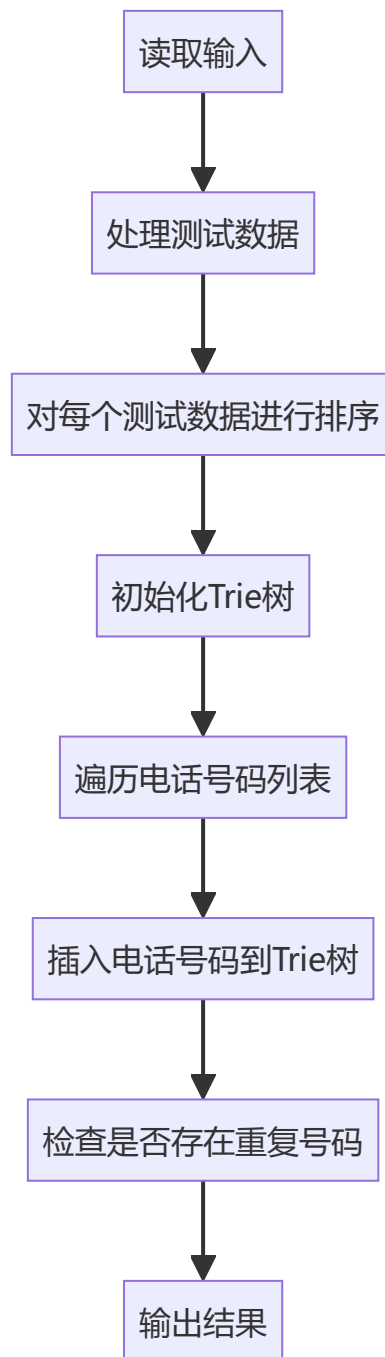 读取输入
处理测试数据
对每个测试数据进行排序
初始化Trie树
遍历电话号码列表
插入电话号码到Trie树
检查是否存在重复号码
输出结果